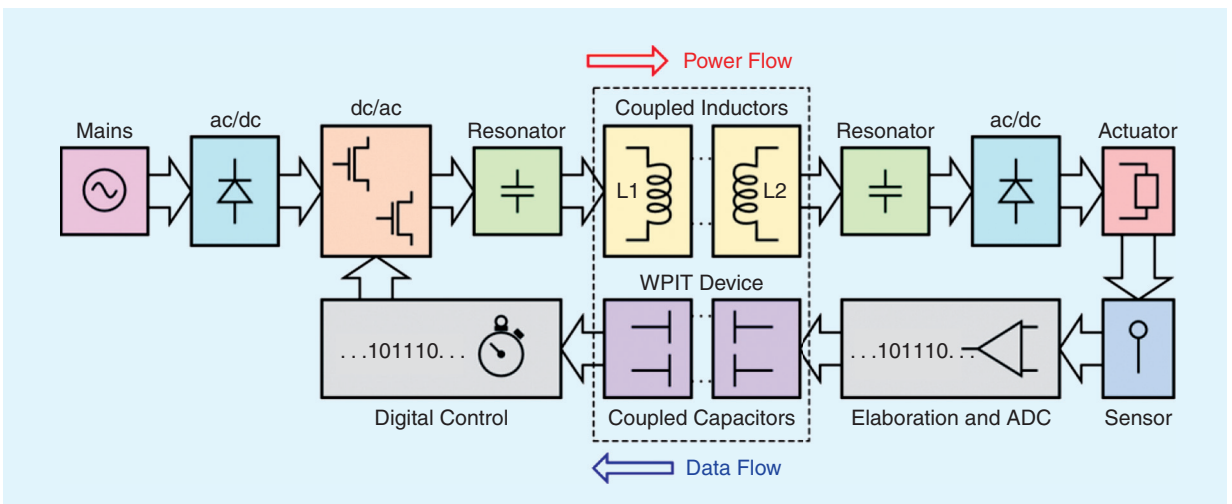 Power Flow
Mains
ac/dc
dc/ac
Resonator
Coupled Inductors
Resonator
ac/dc
Actuator
L1
L2
WPIT Device
...101110...
...101110...
Digital Control
Coupled Capacitors
Elaboration and ADC
Sensor
Data Flow